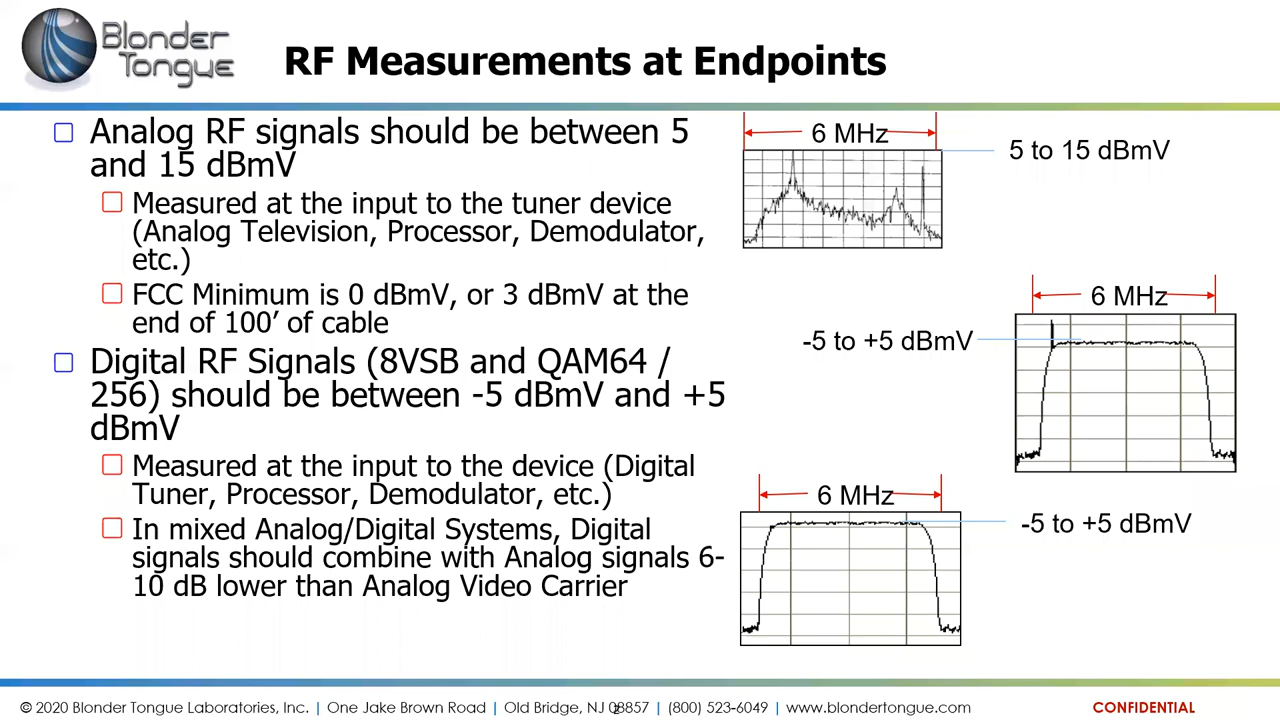 Blonder
Tongue
RF Measurements at Endpoints
Analog RF signals should be between 5
and 15 dBmV
Measured at the input to the tuner device
(Analog Television, Processor, Demodulator,
etc.)
FCC Minimum is 0 dBmV, or 3 dBmV at the
end of 100’ of cable
Digital RF Signals (8VSB and QAM64 /
256) should be between -5 dBmV and +5
dBmV
Measured at the input to the device (Digital
Tuner, Processor, Demodulator, etc.)
In mixed Analog/Digital Systems, Digital
signals should combine with Analog signals 6-
10 dB lower than Analog Video Carrier
6 MHz
5 to 15 dBmV
6 MHz
-5 to +5 dBmV
6 MHz
-5 to +5 dBmV
© 2020 Blonder Tongue Laboratories, Inc. | One Jake Brown Road | Old Bridge, NJ 08857 | (800) 523-6049 | www.blondertongue.com
CONFIDENTIAL